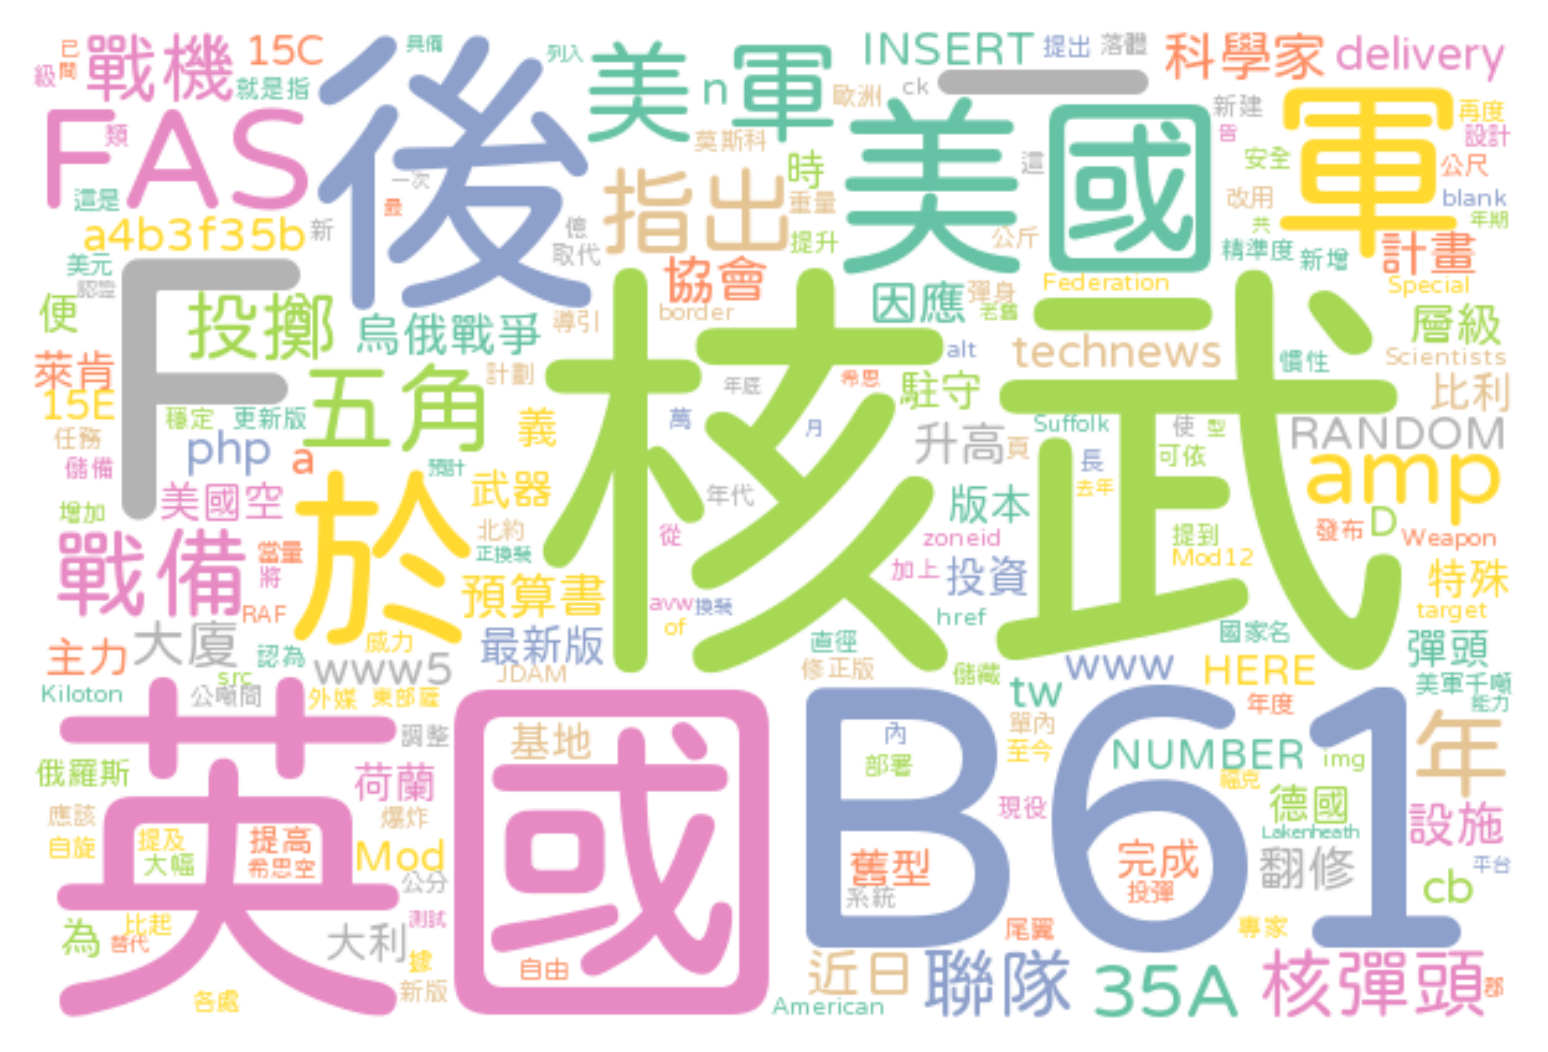 已
間
級
戰機
15C
就是指
後
具備
列入
美
n
軍
歐洲
INSERT
ck
一
提出
落體
科學家
delivery
FAS
類
這是
莫斯科
美國
新建
皆
軍
再度
設計
安全
公尺
這
時
重量
提升
指出
一次
最
a4b3f35b
新
億
取代
公斤
改用
共
blank
年期
精準度
新增
計畫
美元
認證
便
F
投擲
烏俄戰爭
導引
協會
border
因應
彈身
老舊
Federation
Special
層級
萊肯
15E
五角
計劃
核武
年底
希思
alt
technews
慣性
Scientists
比利
穩定
更新版
任務
php
a
義
萬
月
駐守
Suffolk
使
型
RANDOM
儲備
美國空
預計
武器
升高
頁
長
可依
amp
增加
於
北約
正換裝
年代
從
去年
版本
zoneid
提到
發布
D
Weapon
戰備
當量
將
RAF
預算書
加上
投資
Mod12
特殊
target
avw
換裝
of
href
國家名
主力
大廈
認為
威力
最新版
直徑
彈頭
src
www5
JDAM
修正版
儲藏
www
HERE
美軍千噸
能力
Kiloton
公噸間
外媒
東部薩
tw
單內
至今
年度
年
英國
調整
基地
B61
內
部署
NUMBER
img
福克
俄羅斯
荷蘭
爆炸
現役
德國
Lakenheath
設施
應該
自旋
提及
大幅
提高
希思空
Mod
公分
舊型
系統
完成
投彈
翻修
平台
cb
為
比起
替代
大利
測試
據
新版
尾翼
專家
各處
自由
近日
American
聯隊
35A
核彈頭
郡